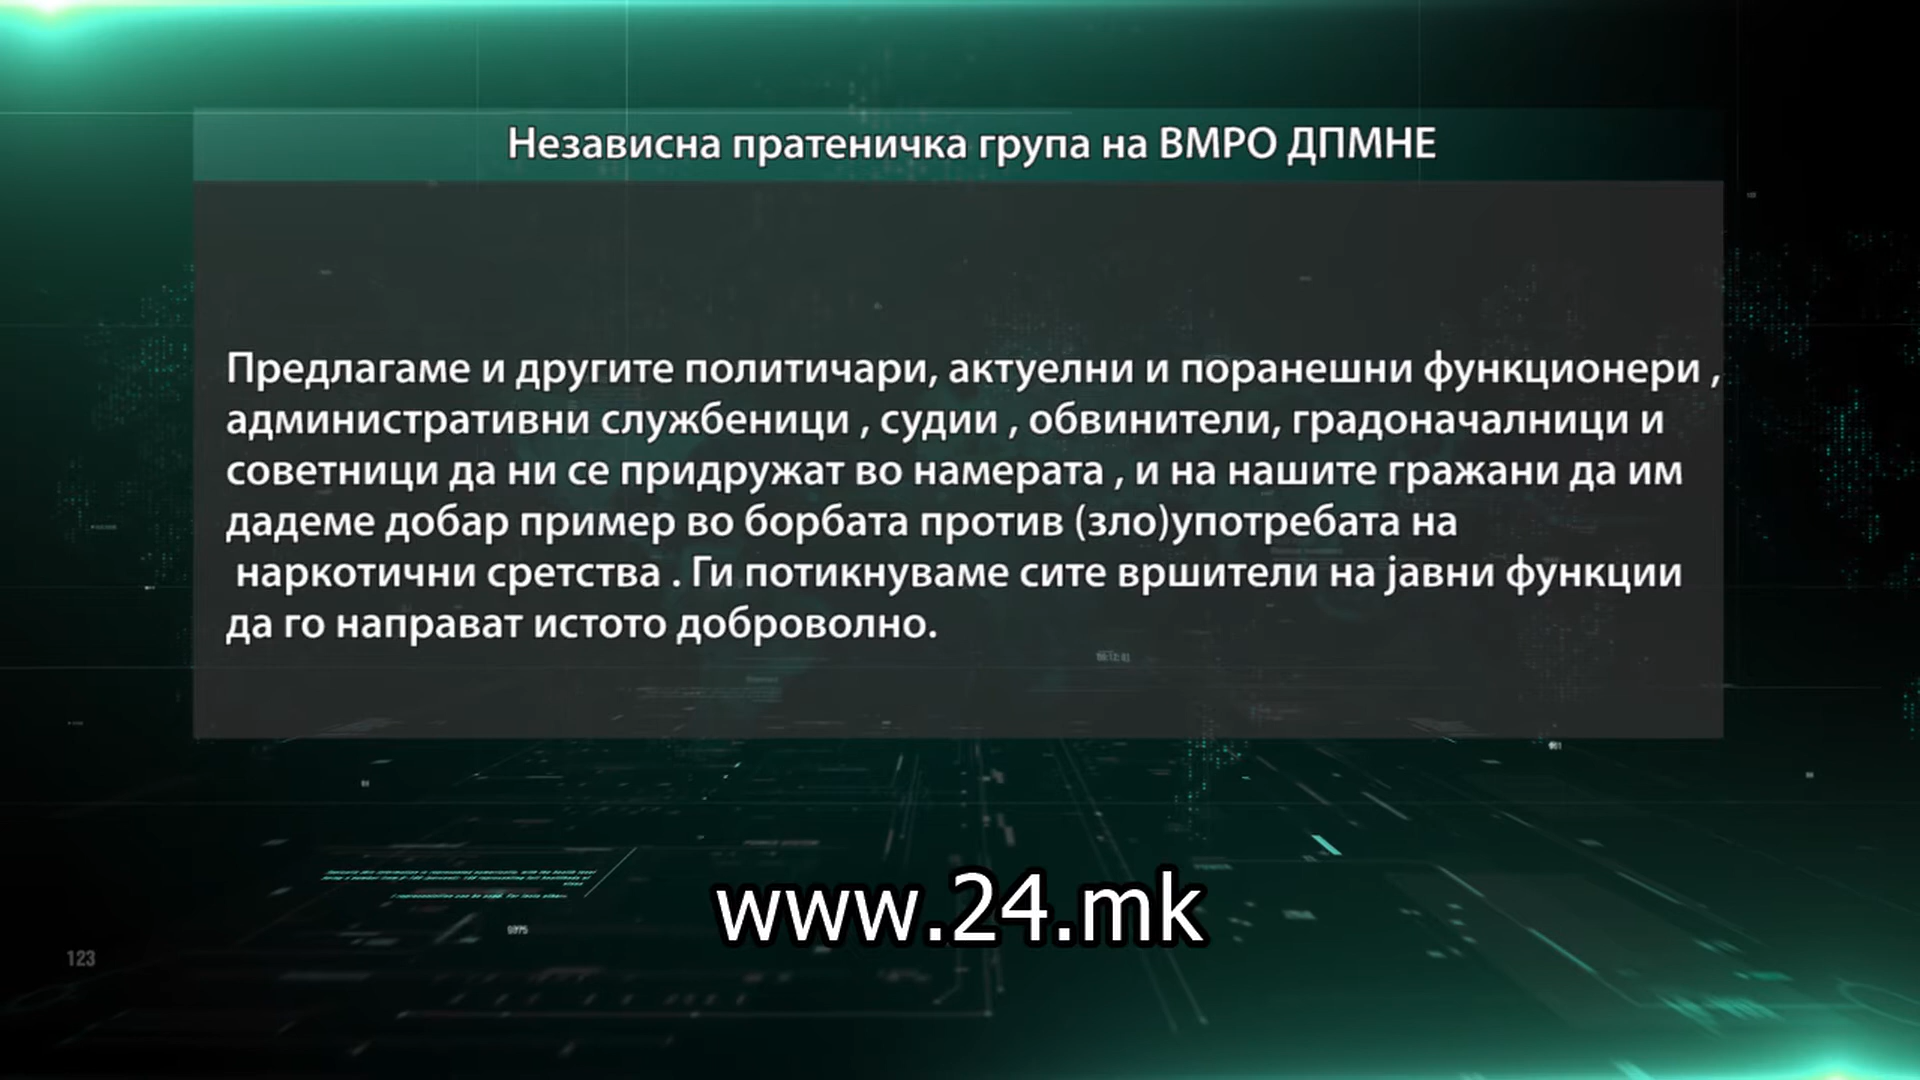 Независна пратеничка група на ВМРО ДПМНЕ
Предлагаме и другите политичари, актуелни и поранешни функционери ,
административни службеници , судии , обвинители, градоначалници и
советници да ни се придружат во намерата , и на нашите гражани да им
дадеме добар пример во борбата против (зло)употребата на
наркотични сретства . Ги потикнуваме сите вршители на јавни функции
да го направат истото доброволно.
www.24.mk
123